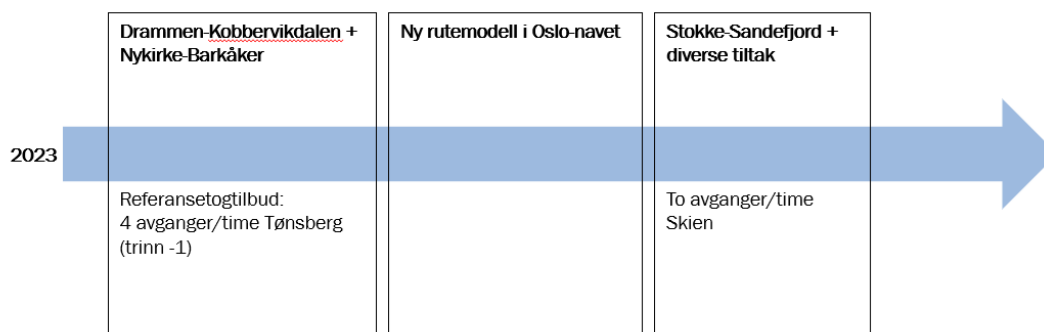 Drammen-Kobbervikdalen +
Nykirke-Barkåker
Ny rutemodell i Oslo-navet
Stokke-Sandefjord +
diverse tiltak
2023
Referansetogtilbud:
4 avganger/time Tønsberg
(trinn -1)
To avganger/time
Skien